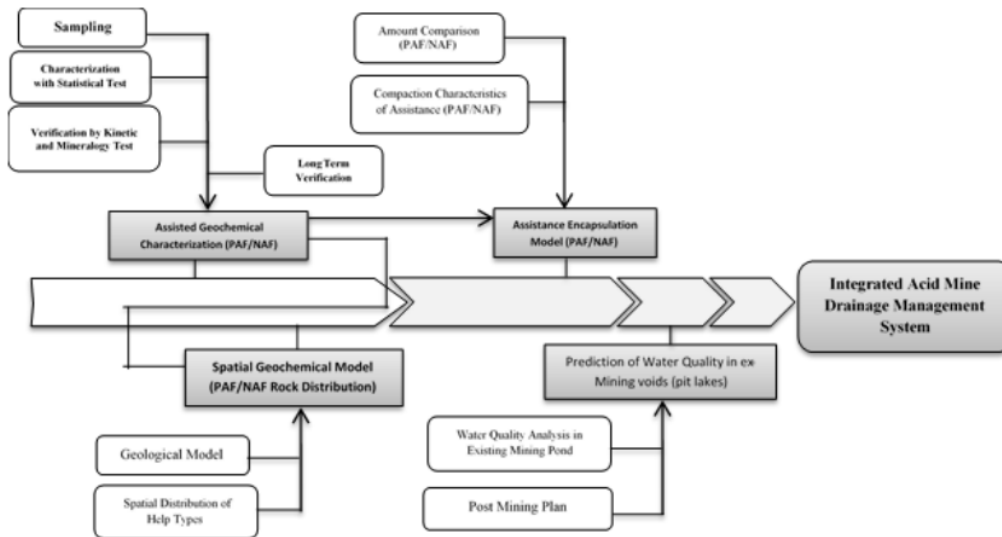 Sampling
Characterization
with Statistical Test
Verification by Kinetic
and Mineralogy Test
Long Term
Verification
Amount Comparison
(PAF/NAF)
Compaction Characteristics
of Assistance (PAF/NAF)
Assisted Geochemical
Characterization (PAF/NAF)
Assistance Encapsulation
Model (PAF/NAF)
Integrated Acid Mine
Drainage Management
System
Spatial Geochemical Model
(PAF/NAF Rock Distribution)
Prediction of Water Quality in ex
Mining voids (pit lakes)
Geological Model
Spatial Distribution of
Help Types
Water Quality Analysis in
Existing Mining Pond
Post Mining Plan